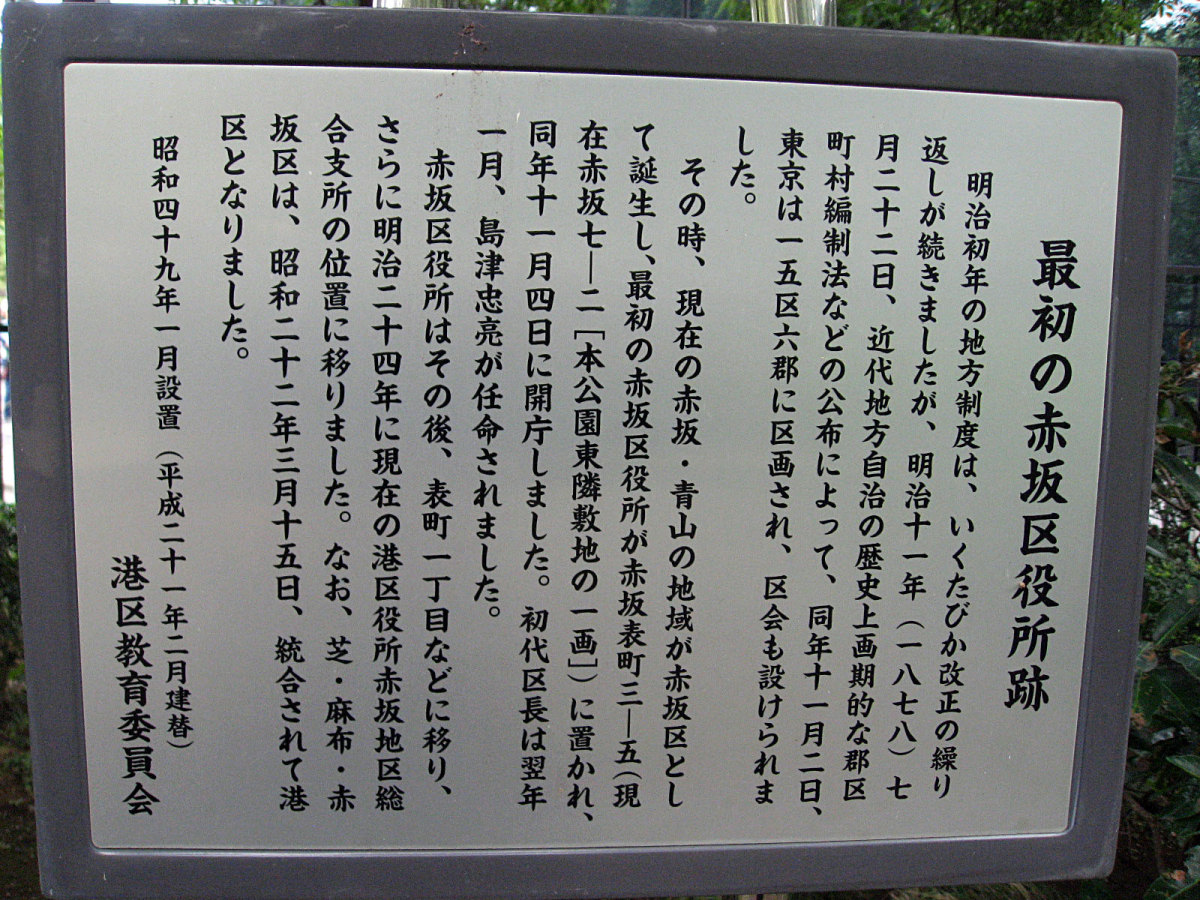 最初の赤坂区役所跡
明治初年の地方制度は、いくたびか改正の繰り
返しが続きましたが、明治十一年（一八七八）七
月二十二日、近代地方自治の歴史上画期的な郡区
町村編制法などの公布によって、同年十一月二日、
東京は一五区六郡に区画され、区会も設けられま
した。
その時、現在の赤坂・青山の地域が赤坂区とし
て誕生し、最初の赤坂区役所が赤坂表町三―五（現
在赤坂七―二［本公園東隣敷地の一画］）に置かれ、
同年十一月四日に開庁しました。初代区長は翌年
一月、島津忠亮が任命されました。
赤坂区役所はその後、表町一丁目などに移り、
さらに明治二十四年に現在の港区役所赤坂地区総
合支所の位置に移りました。なお、芝・麻布・赤
坂区は、昭和二十二年三月十五日、統合されて港
区となりました。
昭和四十九年一月設置（平成二十一年二月建替）
港区教育委員会